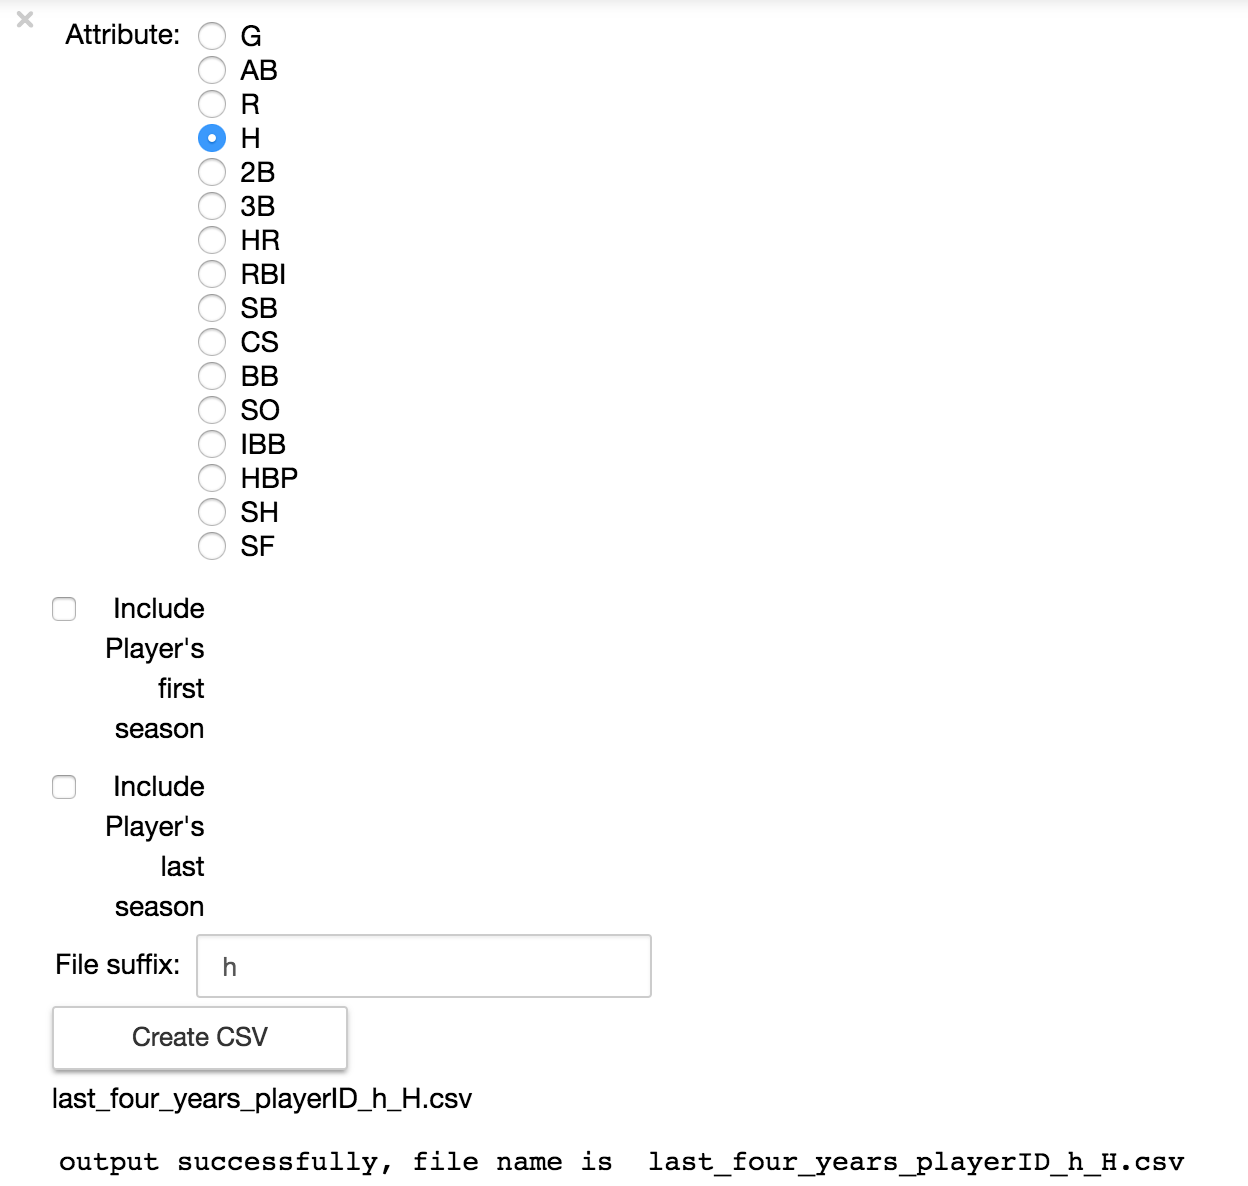 Attribute:
G
AB
R
H
2B
3B
HR
RBI
SB
CS
BB
SO
IBB
HBP
SH
SF
Include
Player's
first
season
Include
Player's
last
season
File suffix: h
Create CSV
last_four_years_playerID_h_H.csv
output successfully, file name is last_four_years_playerID_h_H.csv